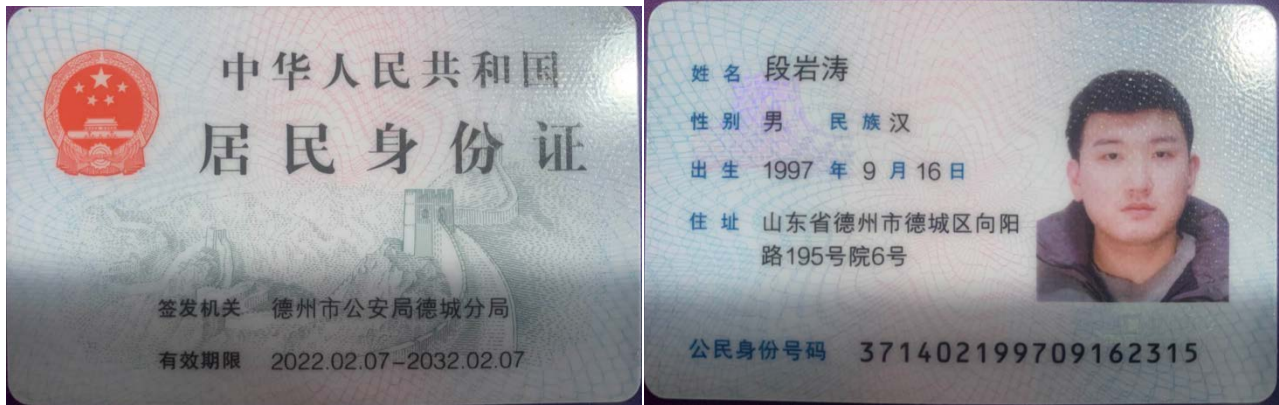 中华人民共和国
居民身份证
签发机关 德州市公安局德城分局
有效期限 2022.02.07-2032.02.07
姓名 段岩涛
性别 男 民族 汉
出生 1997 年 9 月 16 日
住址 山东省德州市德城区向阳
路195号院6号
公民身份号码 371402199709162315